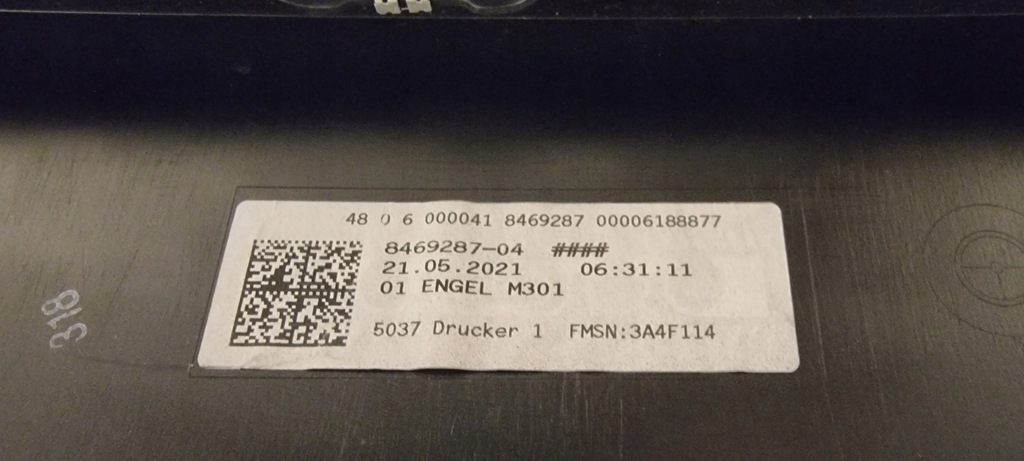 48 0 6 000041 8469287 00006188877
8469287-04 ####
21.05.2021 06:31:11
01 ENGEL M301
5037 Drucker 1 FMSN:3A4F114
318